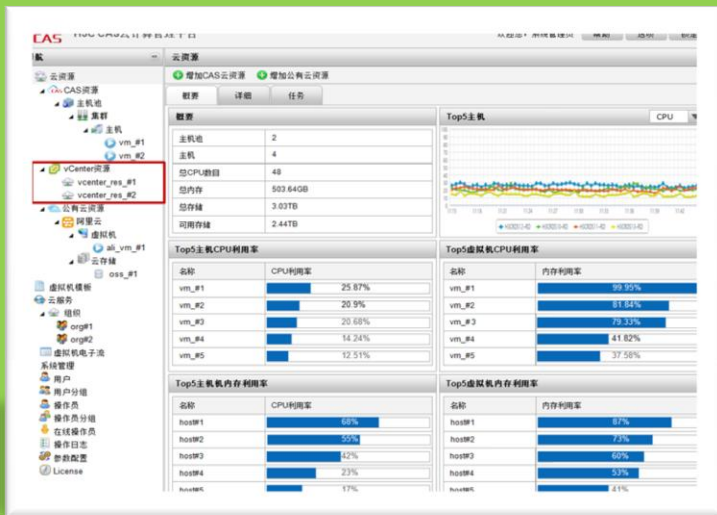 CAS H3C CAS云计算管理平台
欢迎您，系统管理员 帮助 选项
航
云资源
CAS资源
主机池
集群
主机
vm_#1
vm_#2
vCenter资源
vcenter_res_#1
vcenter_res_#2
公有云资源
阿里云
虚拟机
ali_vm_#1
云存储
oss_#1
虚拟机模板
云服务
组织
org#1
org#2
虚拟机电子流
系统管理
用户
用户分组
操作员
操作员分组
在线操作员
操作日志
参数配置
License
云资源
增加CAS云资源 增加公有云资源
概要 详细 任务
概要
主机池 2
主机 4
总CPU数目 48
总内存 503.64GB
总存储 3.03TB
可用存储 2.44TB
Top5主机 CPU
Top5主机CPU利用率
名称 CPU利用率
vm_#1 25.87%
vm_#2 20.9%
vm_#3 20.68%
vm_#4 14.24%
vm_#5 12.51%
Top5虚拟机CPU利用率
名称 内存利用率
vm_#1 99.95%
vm_#2 81.84%
vm_#3 79.33%
vm_#4 41.82%
vm_#5 37.58%
Top5主机机内存利用率
名称 CPU利用率
host#1 68%
host#2 55%
host#3 42%
host#4 23%
host#5 17%
Top5虚拟机内存利用率
名称 内存利用率
host#1 87%
host#2 73%
host#3 60%
host#4 53%
host#5 41%